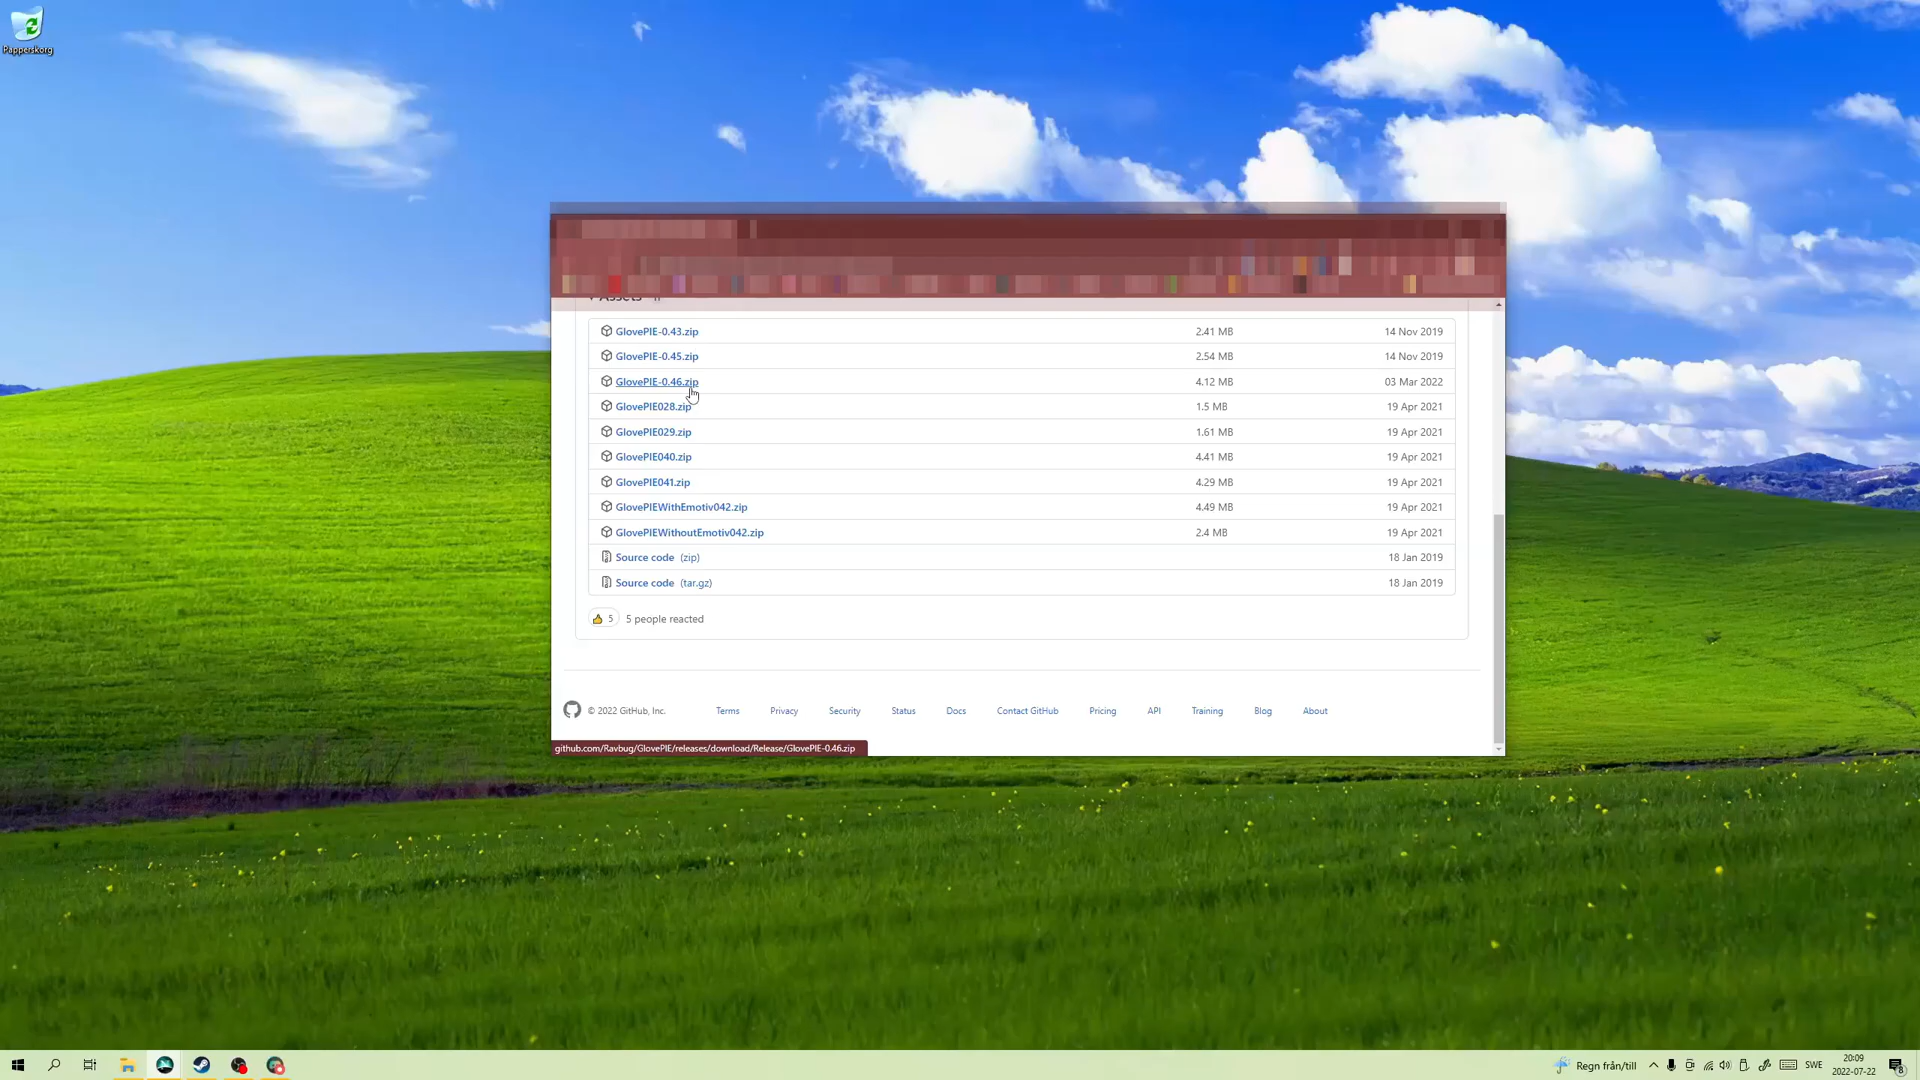 Papperskorg
Assets 11
GlovePIE-0.43.zip 2.41 MB 14 Nov 2019
GlovePIE-0.45.zip 2.54 MB 14 Nov 2019
GlovePIE-0.46.zip 4.12 MB 03 Mar 2022
GlovePIE028.zip 1.5 MB 19 Apr 2021
GlovePIE029.zip 1.61 MB 19 Apr 2021
GlovePIE040.zip 4.41 MB 19 Apr 2021
GlovePIE041.zip 4.29 MB 19 Apr 2021
GlovePIEWithEmotiv042.zip 4.49 MB 19 Apr 2021
GlovePIEWithoutEmotiv042.zip 2.4 MB 19 Apr 2021
Source code (zip) 18 Jan 2019
Source code (tar.gz) 18 Jan 2019
5 5 people reacted
© 2022 GitHub, Inc. Terms Privacy Security Status Docs Contact GitHub Pricing API Training Blog About
github.com/Ravbug/GlovePIE/releases/download/Release/GlovePIE-0.46.zip
Regn från/till SWE 20:09
2022-07-22 8